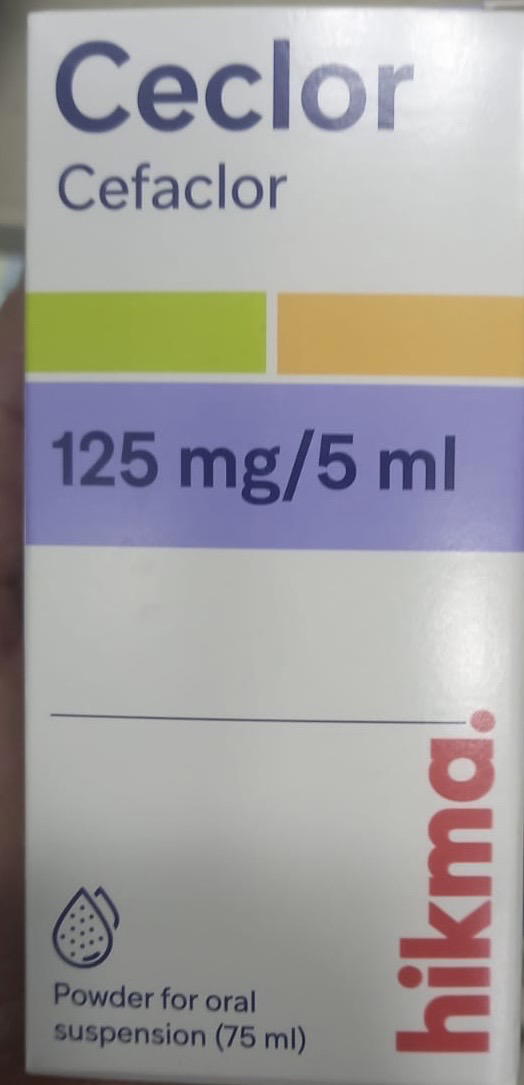 Ceclor
Cefaclor
125 mg/5 ml
hikma.
Powder for oral
suspension (75 ml)